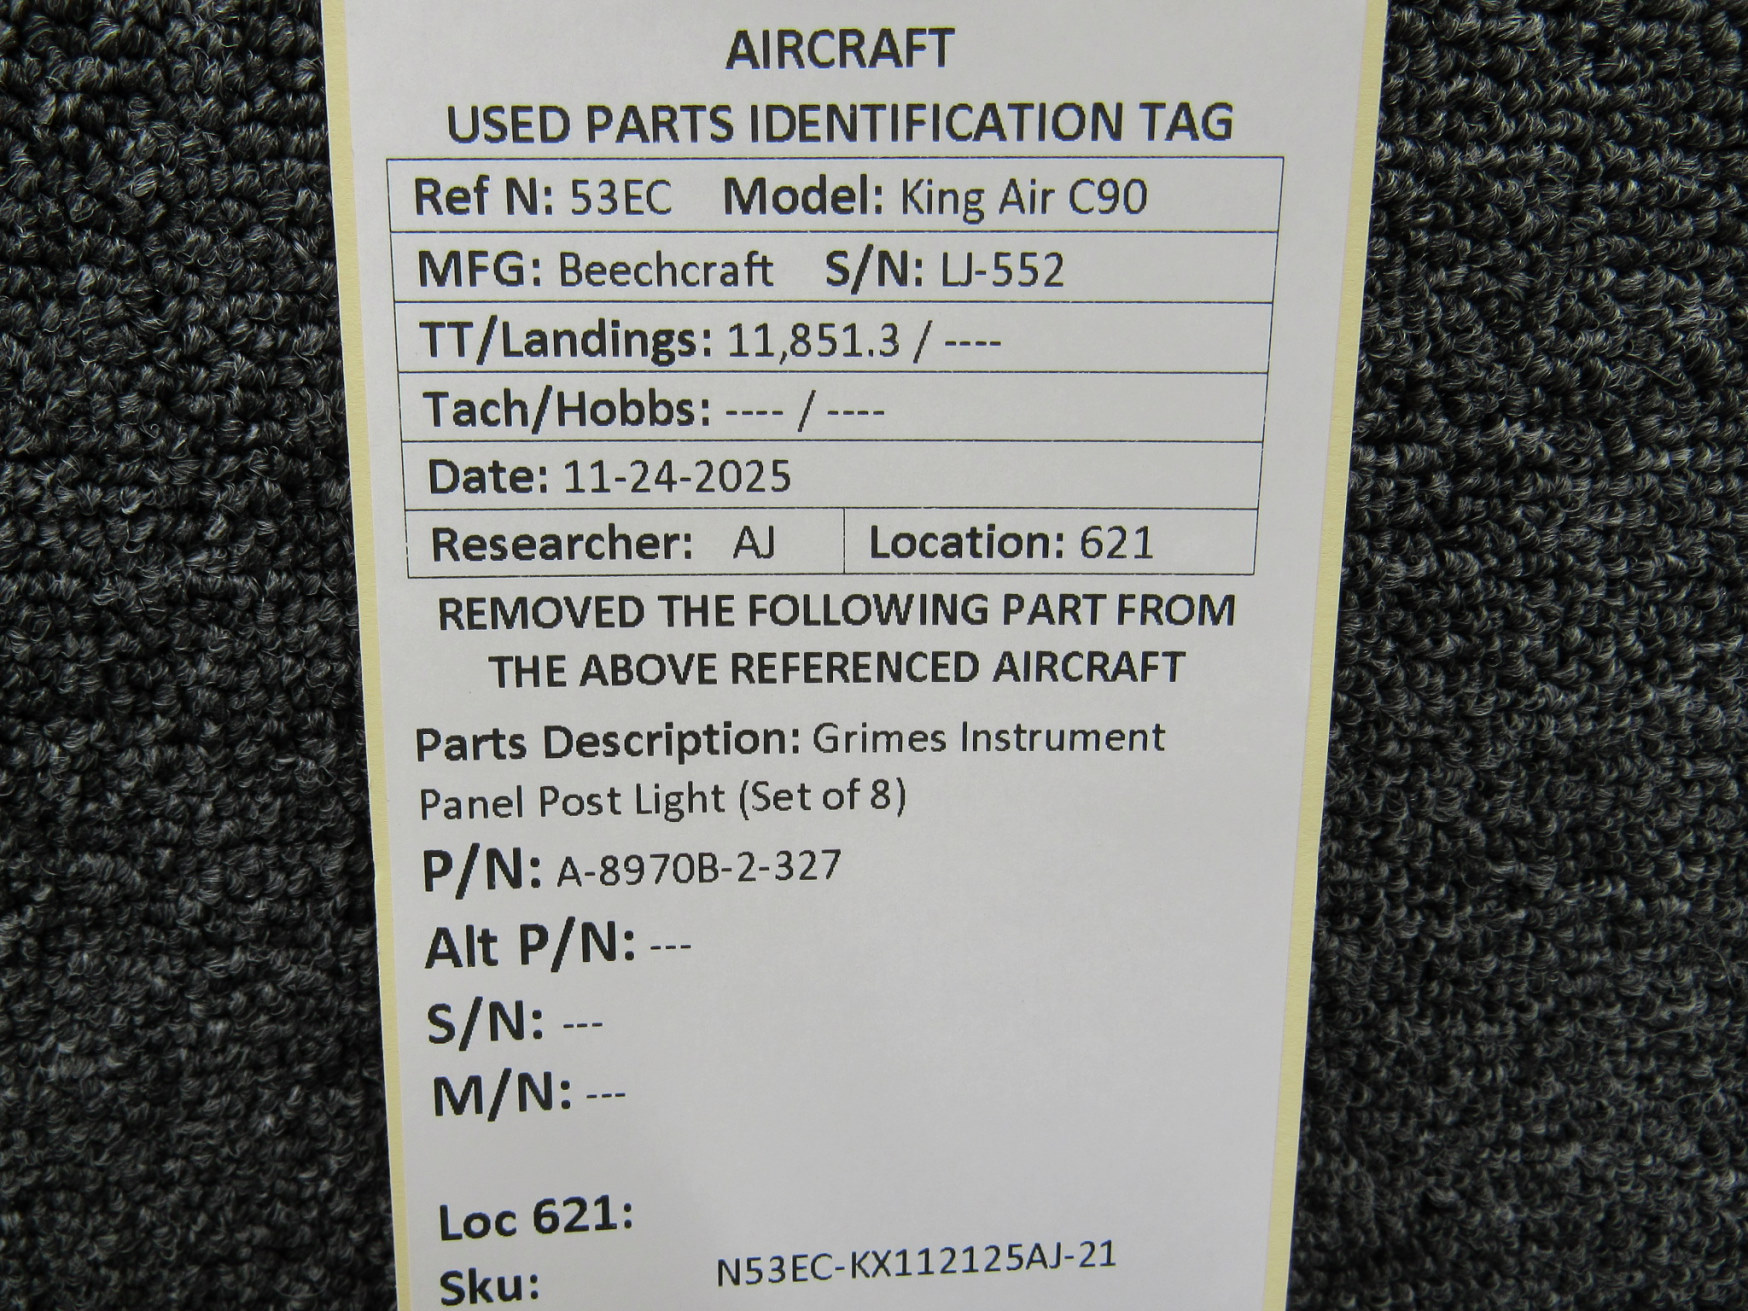 AIRCRAFT
USED PARTS IDENTIFICATION TAG
Ref N: 53EC Model: King Air C90
MFG: Beechcraft S/N: LJ-552
TT/Landings: 11,851.3 / ----
Tach/Hobbs: ---- / ----
Date: 11-24-2025
Researcher: AJ Location: 621
REMOVED THE FOLLOWING PART FROM
THE ABOVE REFERENCED AIRCRAFT
Parts Description: Grimes Instrument
Panel Post Light (Set of 8)
P/N: A-8970B-2-327
Alt P/N: ---
S/N: ---
M/N: ---
Loc 621:
Sku: N53EC-KX112125AJ-21